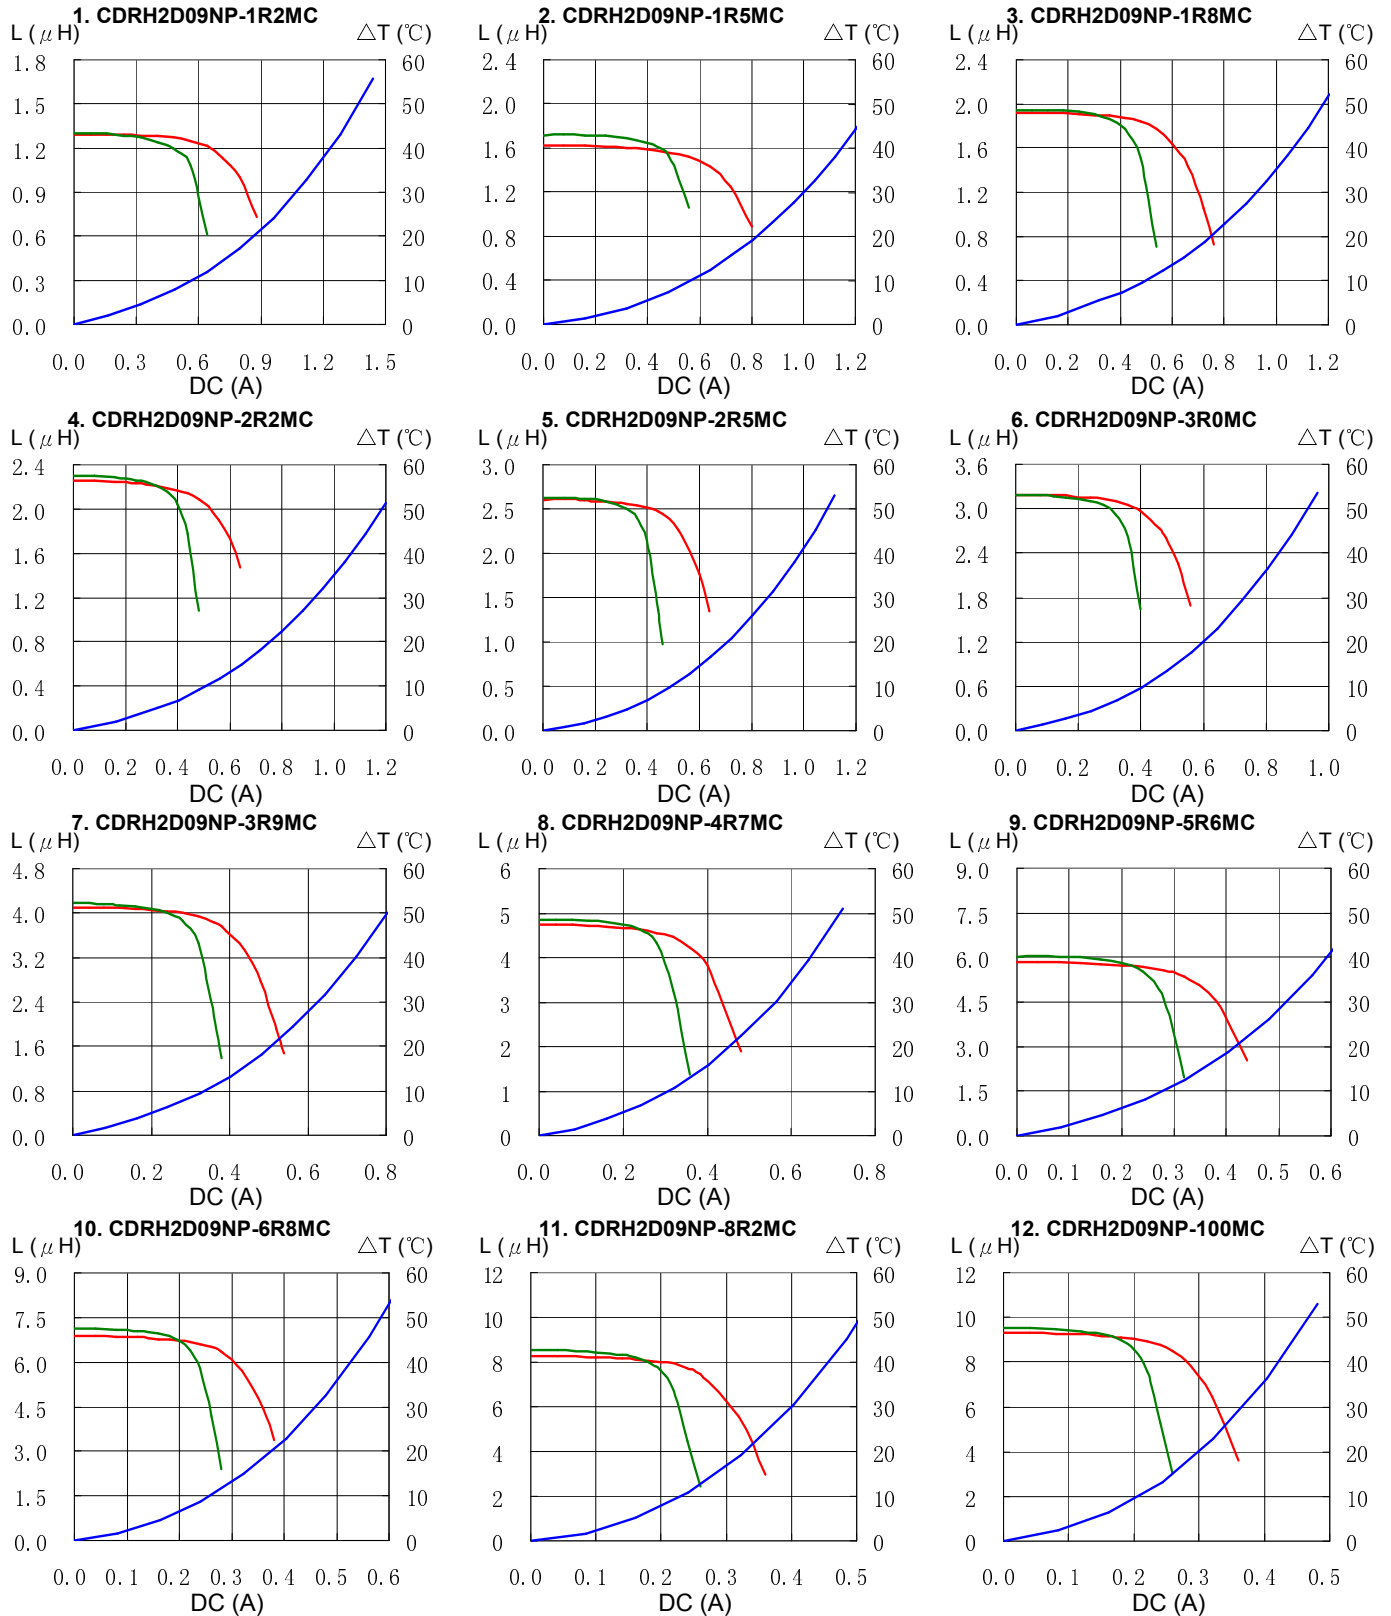 1. CDRH2D09NP-1R2MC
L (μH) △T (℃)
1.8 60
1.5 50
1.2 40
0.9 30
0.6 20
0.3 10
0.0 0
0.0 0.3 0.6 0.9 1.2 1.5
DC (A)
2. CDRH2D09NP-1R5MC
L (μH) △T (℃)
2.4 60
2.0 50
1.6 40
1.2 30
0.8 20
0.4 10
0.0 0
0.0 0.2 0.4 0.6 0.8 1.0 1.2
DC (A)
3. CDRH2D09NP-1R8MC
L (μH) △T (℃)
2.4 60
2.0 50
1.6 40
1.2 30
0.8 20
0.4 10
0.0 0
0.0 0.2 0.4 0.6 0.8 1.0 1.2
DC (A)
4. CDRH2D09NP-2R2MC
L (μH) △T (℃)
2.4 60
2.0 50
1.6 40
1.2 30
0.8 20
0.4 10
0.0 0
0.0 0.2 0.4 0.6 0.8 1.0 1.2
DC (A)
5. CDRH2D09NP-2R5MC
L (μH) △T (℃)
3.0 60
2.5 50
2.0 40
1.5 30
1.0 20
0.5 10
0.0 0
0.0 0.2 0.4 0.6 0.8 1.0 1.2
DC (A)
6. CDRH2D09NP-3R0MC
L (μH) △T (℃)
3.6 60
3.0 50
2.4 40
1.8 30
1.2 20
0.6 10
0.0 0
0.0 0.2 0.4 0.6 0.8 1.0
DC (A)
7. CDRH2D09NP-3R9MC
L (μH) △T (℃)
4.8 60
4.0 50
3.2 40
2.4 30
1.6 20
0.8 10
0.0 0
0.0 0.2 0.4 0.6 0.8
DC (A)
8. CDRH2D09NP-4R7MC
L (μH) △T (℃)
6 60
5 50
4 40
3 30
2 20
1 10
0 0
0.0 0.2 0.4 0.6 0.8
DC (A)
9. CDRH2D09NP-5R6MC
L (μH) △T (℃)
9.0 60
7.5 50
6.0 40
4.5 30
3.0 20
1.5 10
0.0 0
0.0 0.1 0.2 0.3 0.4 0.5 0.6
DC (A)
10. CDRH2D09NP-6R8MC
L (μH) △T (℃)
9.0 60
7.5 50
6.0 40
4.5 30
3.0 20
1.5 10
0.0 0
0.0 0.1 0.2 0.3 0.4 0.5 0.6
DC (A)
11. CDRH2D09NP-8R2MC
L (μH) △T (℃)
12 60
10 50
8 40
6 30
4 20
2 10
0 0
0.0 0.1 0.2 0.3 0.4 0.5
DC (A)
12. CDRH2D09NP-100MC
L (μH) △T (℃)
12 60
10 50
8 40
6 30
4 20
2 10
0 0
0.0 0.1 0.2 0.3 0.4 0.5
DC (A)